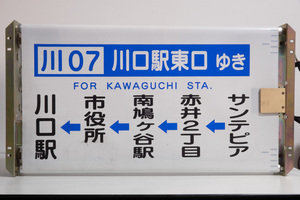 川07 川口駅東口 ゆき
FOR KAWAGUCHI STA.
サンテピア
←
赤井2丁目
←
南鳩ヶ谷駅
←
市役所
←
川口駅